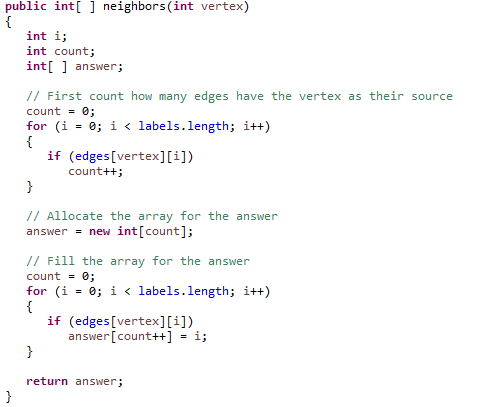 public int[ ] neighbors(int vertex)
{
   int i;
   int count;
   int[ ] answer;

   // First count how many edges have the vertex as their source
   count = 0;
   for (i = 0; i < labels.length; i++)
   {
      if (edges[vertex][i])
         count++;
   }

   // Allocate the array for the answer
   answer = new int[count];

   // Fill the array for the answer
   count = 0;
   for (i = 0; i < labels.length; i++)
   {
      if (edges[vertex][i])
         answer[count++] = i;
   }

   return answer;
}